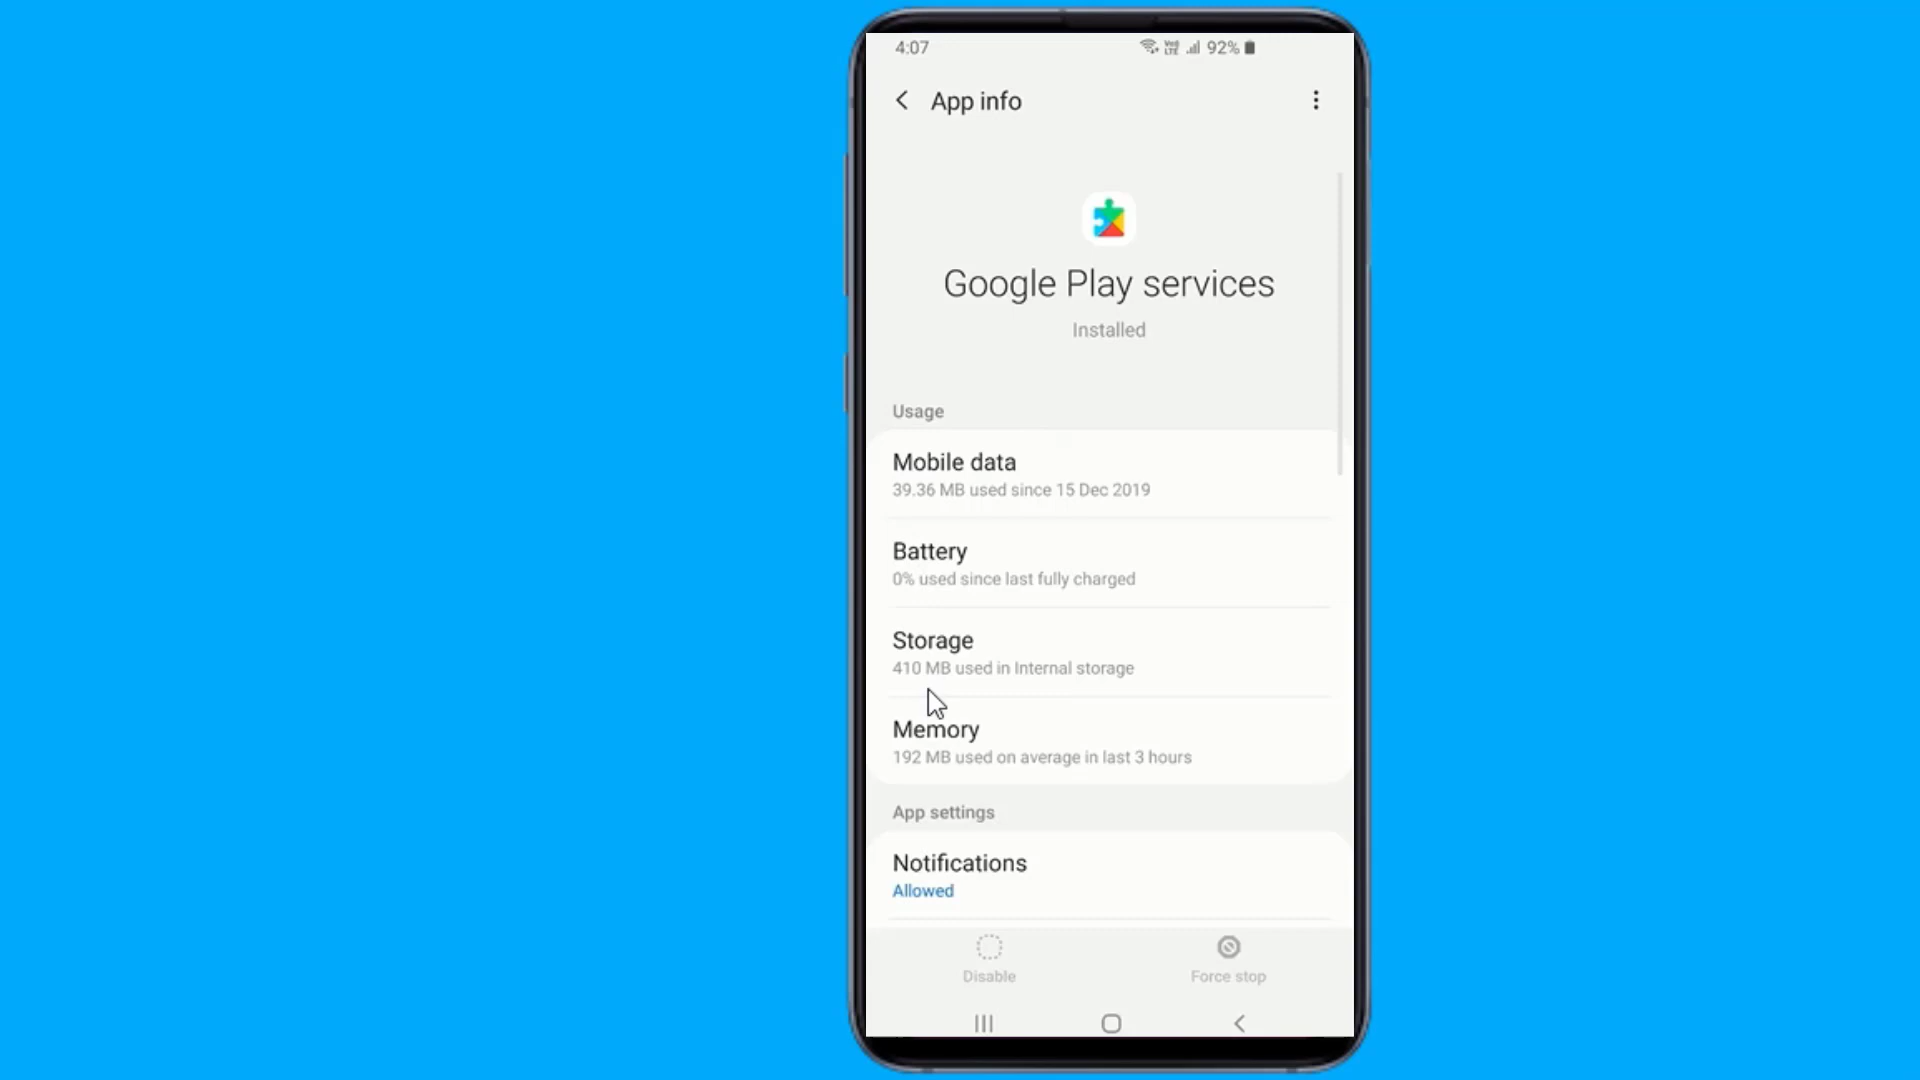 4:07
Vo) LTE 92%
App info
Google Play services
Installed
Usage
Mobile data
39.36 MB used since 15 Dec 2019
Battery
0% used since last fully charged
Storage
410 MB used in Internal storage
Memory
192 MB used on average in last 3 hours
App settings
Notifications
Allowed
Disable
Force stop